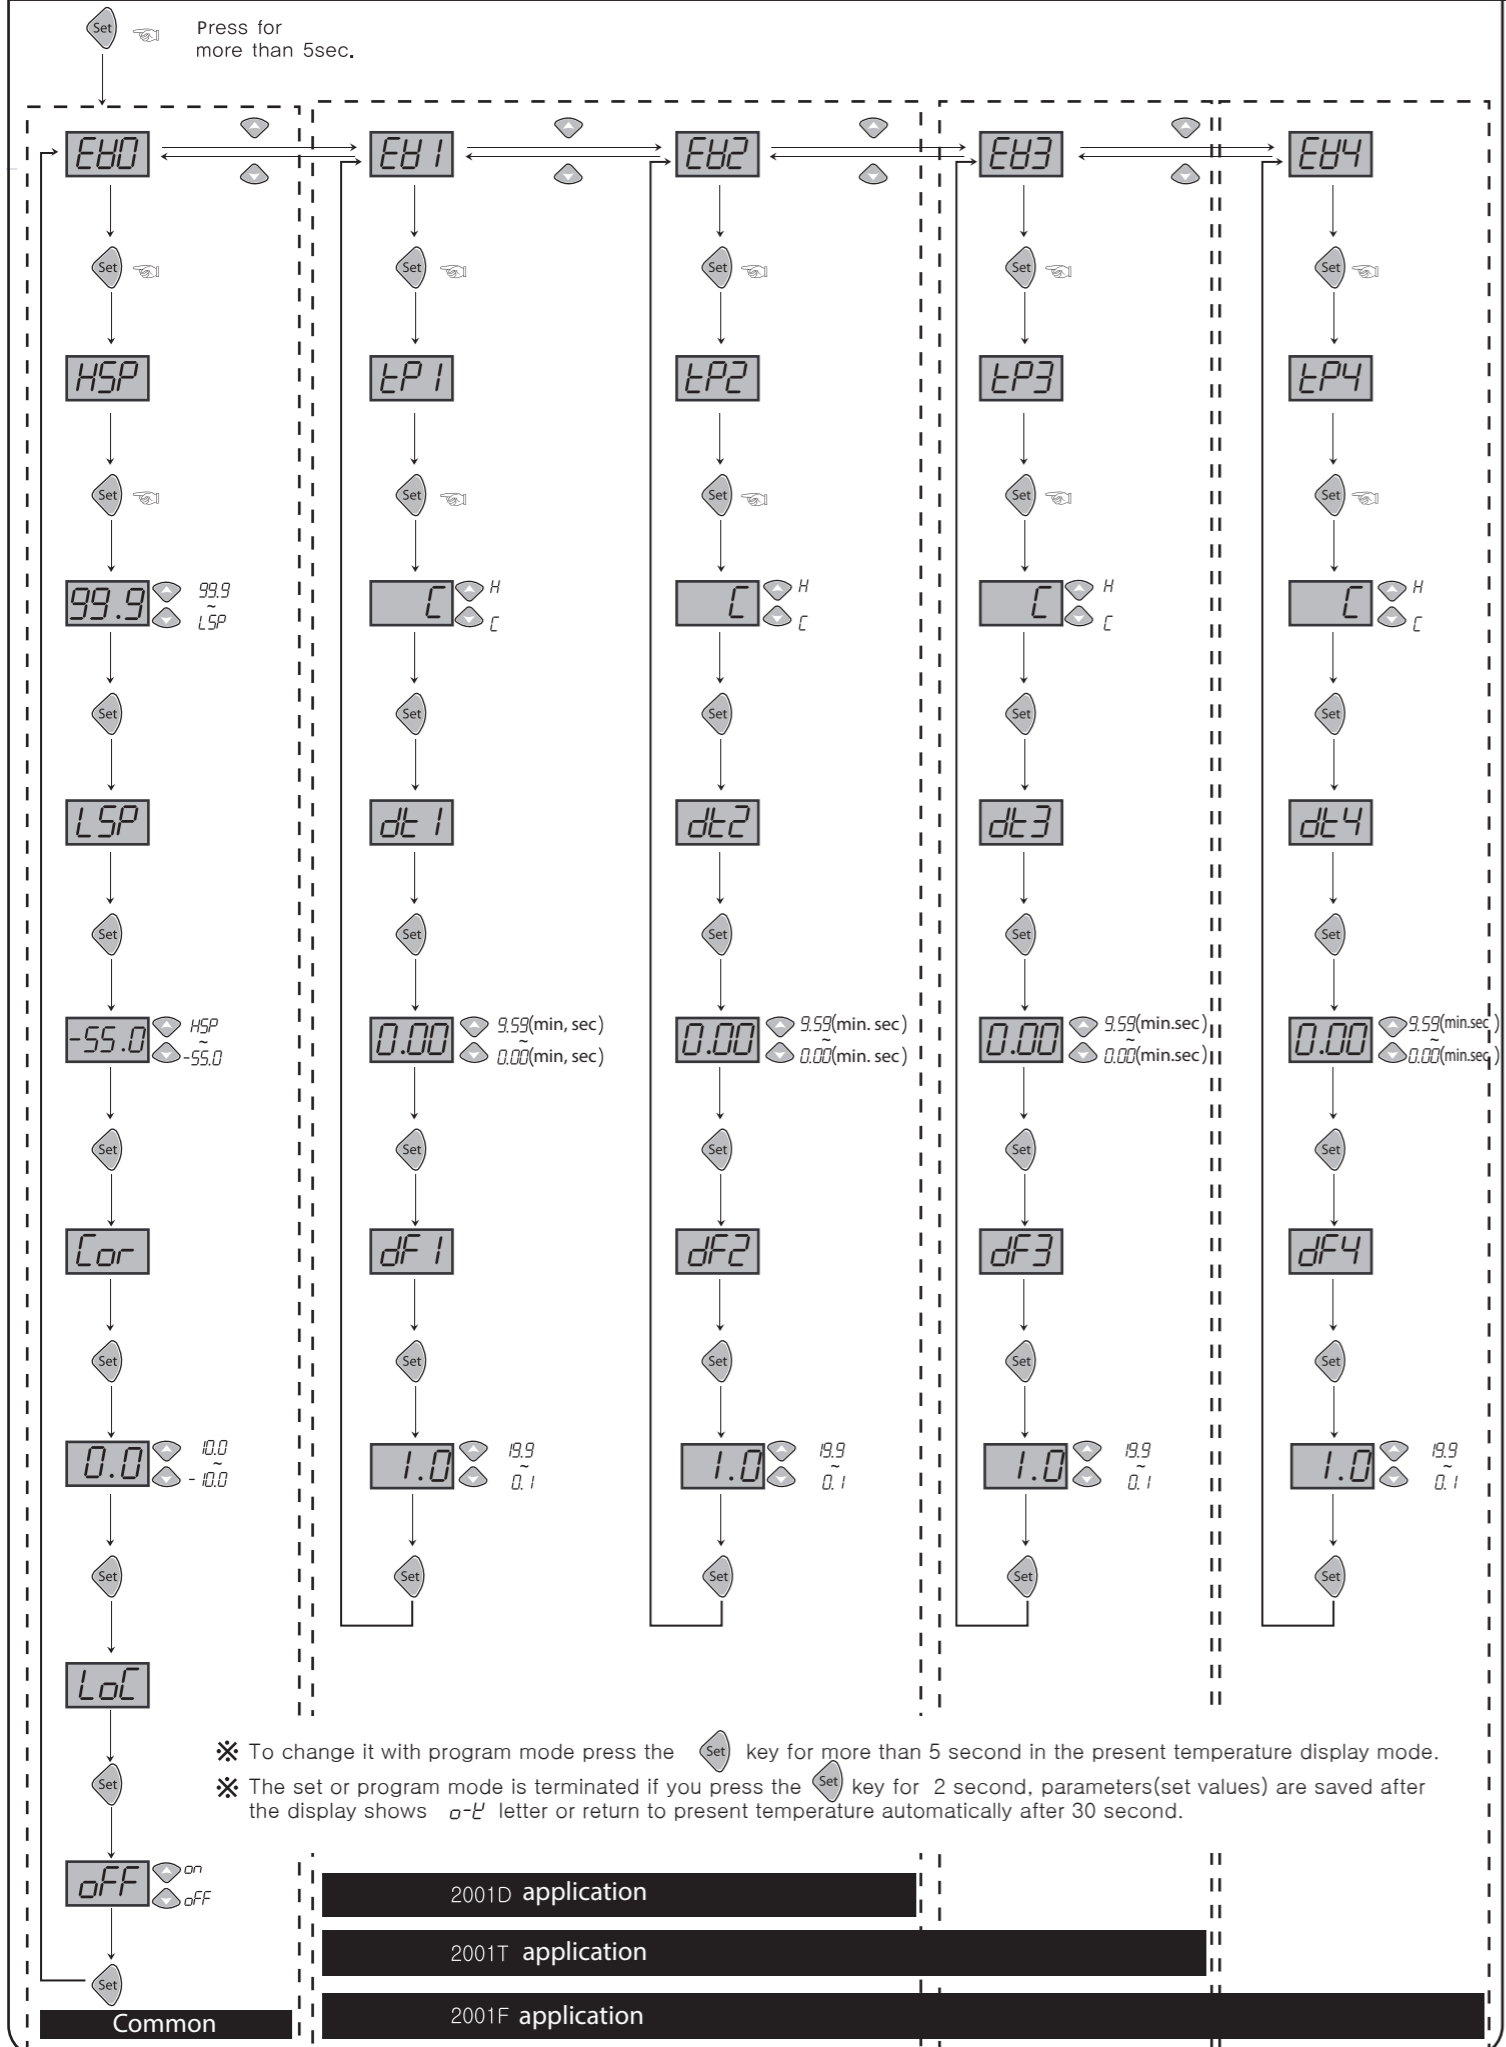 Set Press for
more than 5sec.
EU0 EU1 EU2 EU3 EU4
Set Set Set Set Set
HSP tP1 tP2 tP3 tP4
Set Set Set Set Set
99.9 99.9 ~ LSP
C H C
C H C
C H C
C H C
Set Set Set Set Set
LSP dt1 dt2 dt3 dt4
Set Set Set Set Set
-55.0 HSP ~ -55.0
0.00 9.59(min, sec) ~ 0.00(min, sec)
0.00 9.59(min. sec) ~ 0.00(min. sec)
0.00 9.59(min.sec) ~ 0.00(min.sec)
0.00 9.59(min.sec) ~ 0.00(min.sec)
Set Set Set Set Set
Cor dF1 dF2 dF3 dF4
Set Set Set Set Set
0.0 10.0 ~ -10.0
1.0 19.9 ~ 0.1
1.0 19.9 ~ 0.1
1.0 19.9 ~ 0.1
1.0 19.9 ~ 0.1
Set Set Set Set Set
LoC
※ To change it with program mode press the Set key for more than 5 second in the present temperature display mode.
Set
※ The set or program mode is terminated if you press the Set key for 2 second, parameters(set values) are saved after
the display shows letter or return to present temperature automatically after 30 second.
oFF on oFF
2001D application
2001T application
Set
Common
2001F application